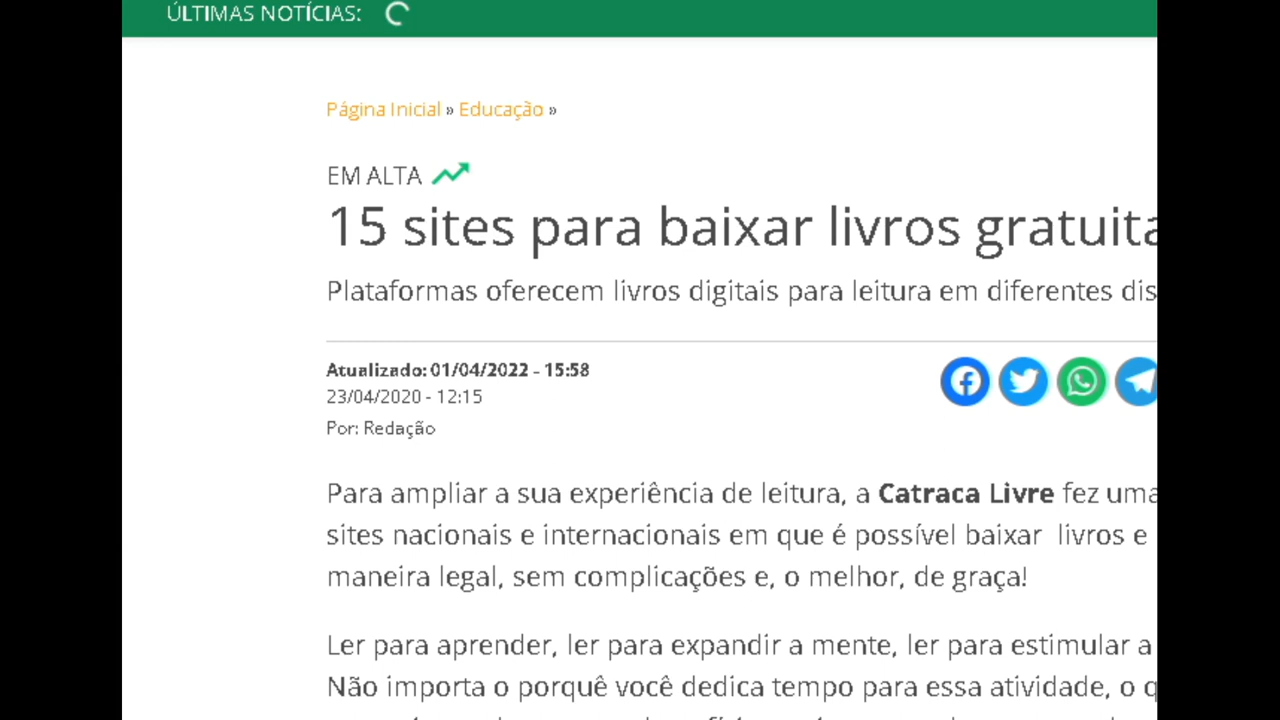 ÚLTIMAS NOTÍCIAS:
Página Inicial » Educação »
EM ALTA
15 sites para baixar livros
Plataformas oferecem livros digitais para leitura em diferentes
Atualizado: 01/04/2022 - 15:58
23/04/2020 - 12:15
Por: Redação
Para ampliar a sua experiência de leitura, a Catraca Livre fez uma
sites nacionais e internacionais em que é possível baixar livros e
maneira legal, sem complicações e, o melhor, de graça!
Ler para aprender, ler para expandir a mente, ler para estimular a
Não importa o porquê você dedica tempo para essa atividade, o